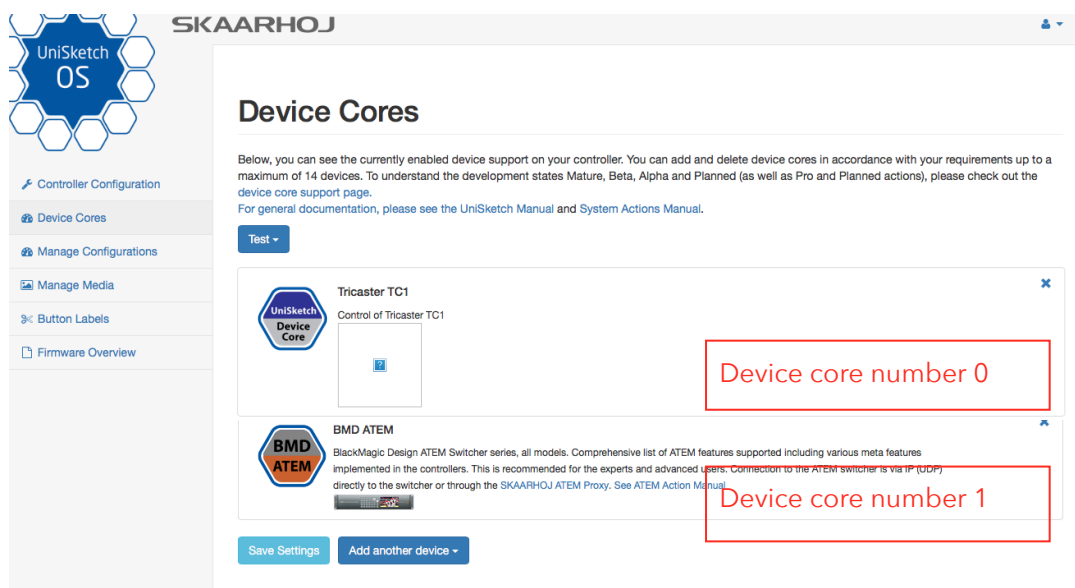 SKAARHOJ
UniSketch
OS
Controller Configuration
Device Cores
Manage Configurations
Manage Media
Button Labels
Firmware Overview
Device Cores
Below, you can see the currently enabled device support on your controller. You can add and delete device cores in accordance with your requirements up to a
maximum of 14 devices. To understand the development states Mature, Beta, Alpha and Planned (as well as Pro and Planned actions), please check out the
device core support page.
For general documentation, please see the UniSketch Manual and System Actions Manual.
Test
UniSketch
Device
Core
Tricaster TC1
Control of Tricaster TC1
?
Device core number 0
BMD
ATEM
BMD ATEM
BlackMagic Design ATEM Switcher series, all models. Comprehensive list of ATEM features supported including various meta features
implemented in the controllers. This is recommended for the experts and advanced users. Connection to the ATEM switcher is via IP (UDP)
directly to the switcher or through the SKAARHOJ ATEM Proxy. See ATEM Action Manual
Device core number 1
Save Settings
Add another device